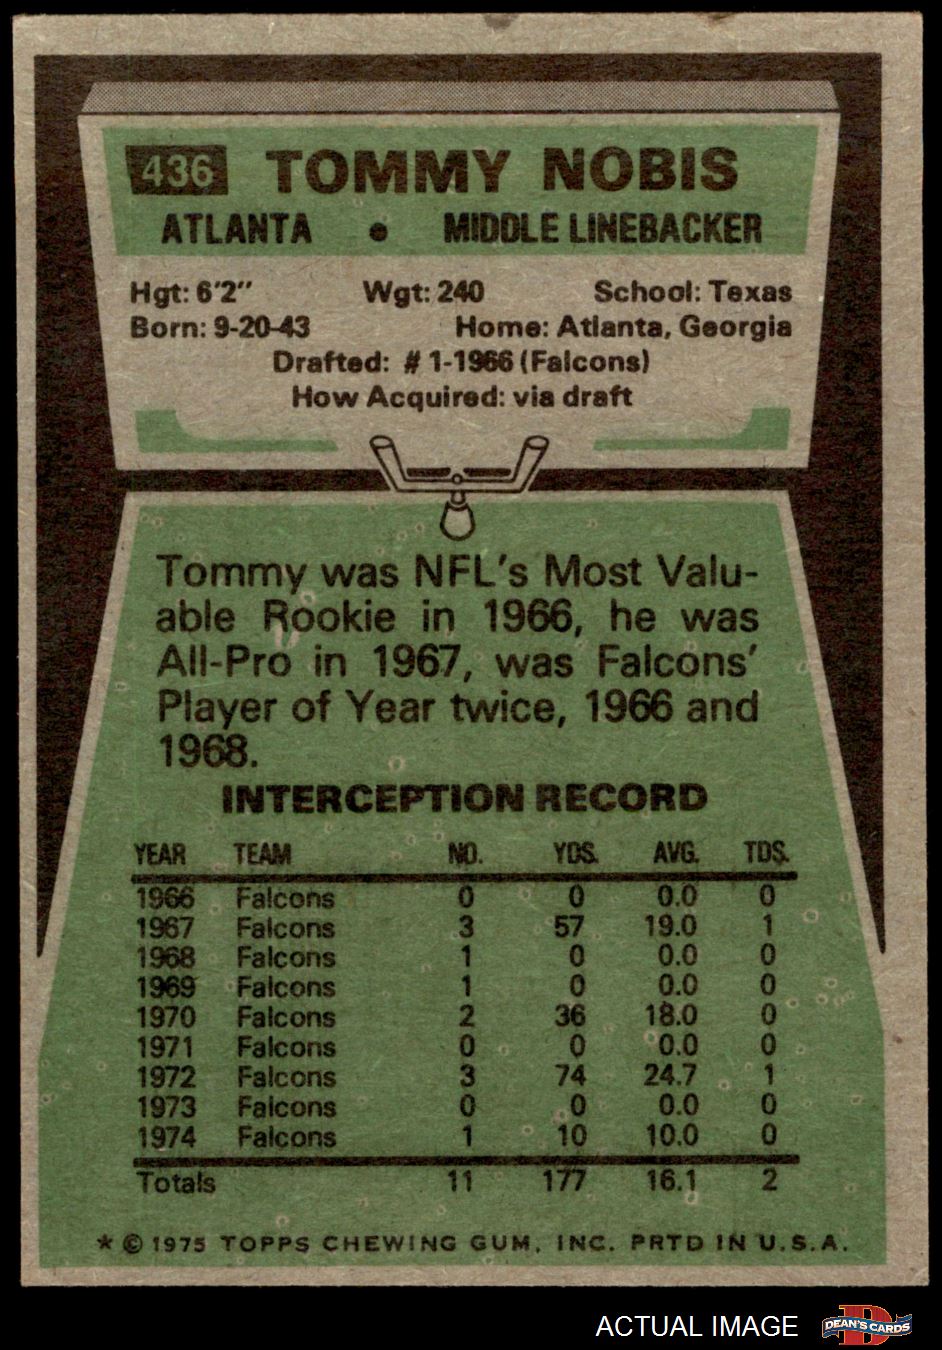 436 TOMMY NOBIS
ATLANTA • MIDDLE LINEBACKER
Hgt: 6'2" Wgt: 240 School: Texas
Born: 9-20-43 Home: Atlanta, Georgia
Drafted: #1-1966 (Falcons)
How Acquired: via draft
Tommy was NFL's Most Valu-
able Rookie in 1966, he was
All-Pro in 1967, was Falcons'
Player of Year twice, 1966 and
1968.
INTERCEPTION RECORD
YEAR TEAM NO. YDS. AVG. TDS.
1966 Falcons 0 0 0.0 0
1967 Falcons 3 57 19.0 1
1968 Falcons 1 0 0.0 0
1969 Falcons 1 0 0.0 0
1970 Falcons 2 36 18.0 0
1971 Falcons 0 0 0.0 0
1972 Falcons 3 74 24.7 1
1973 Falcons 0 0 0.0 0
1974 Falcons 1 10 10.0 0
Totals 11 177 16.1 2
* © 1975 TOPPS CHEWING GUM, INC. PRTD IN U.S.A.
ACTUAL IMAGE D DEAN'S CARDS